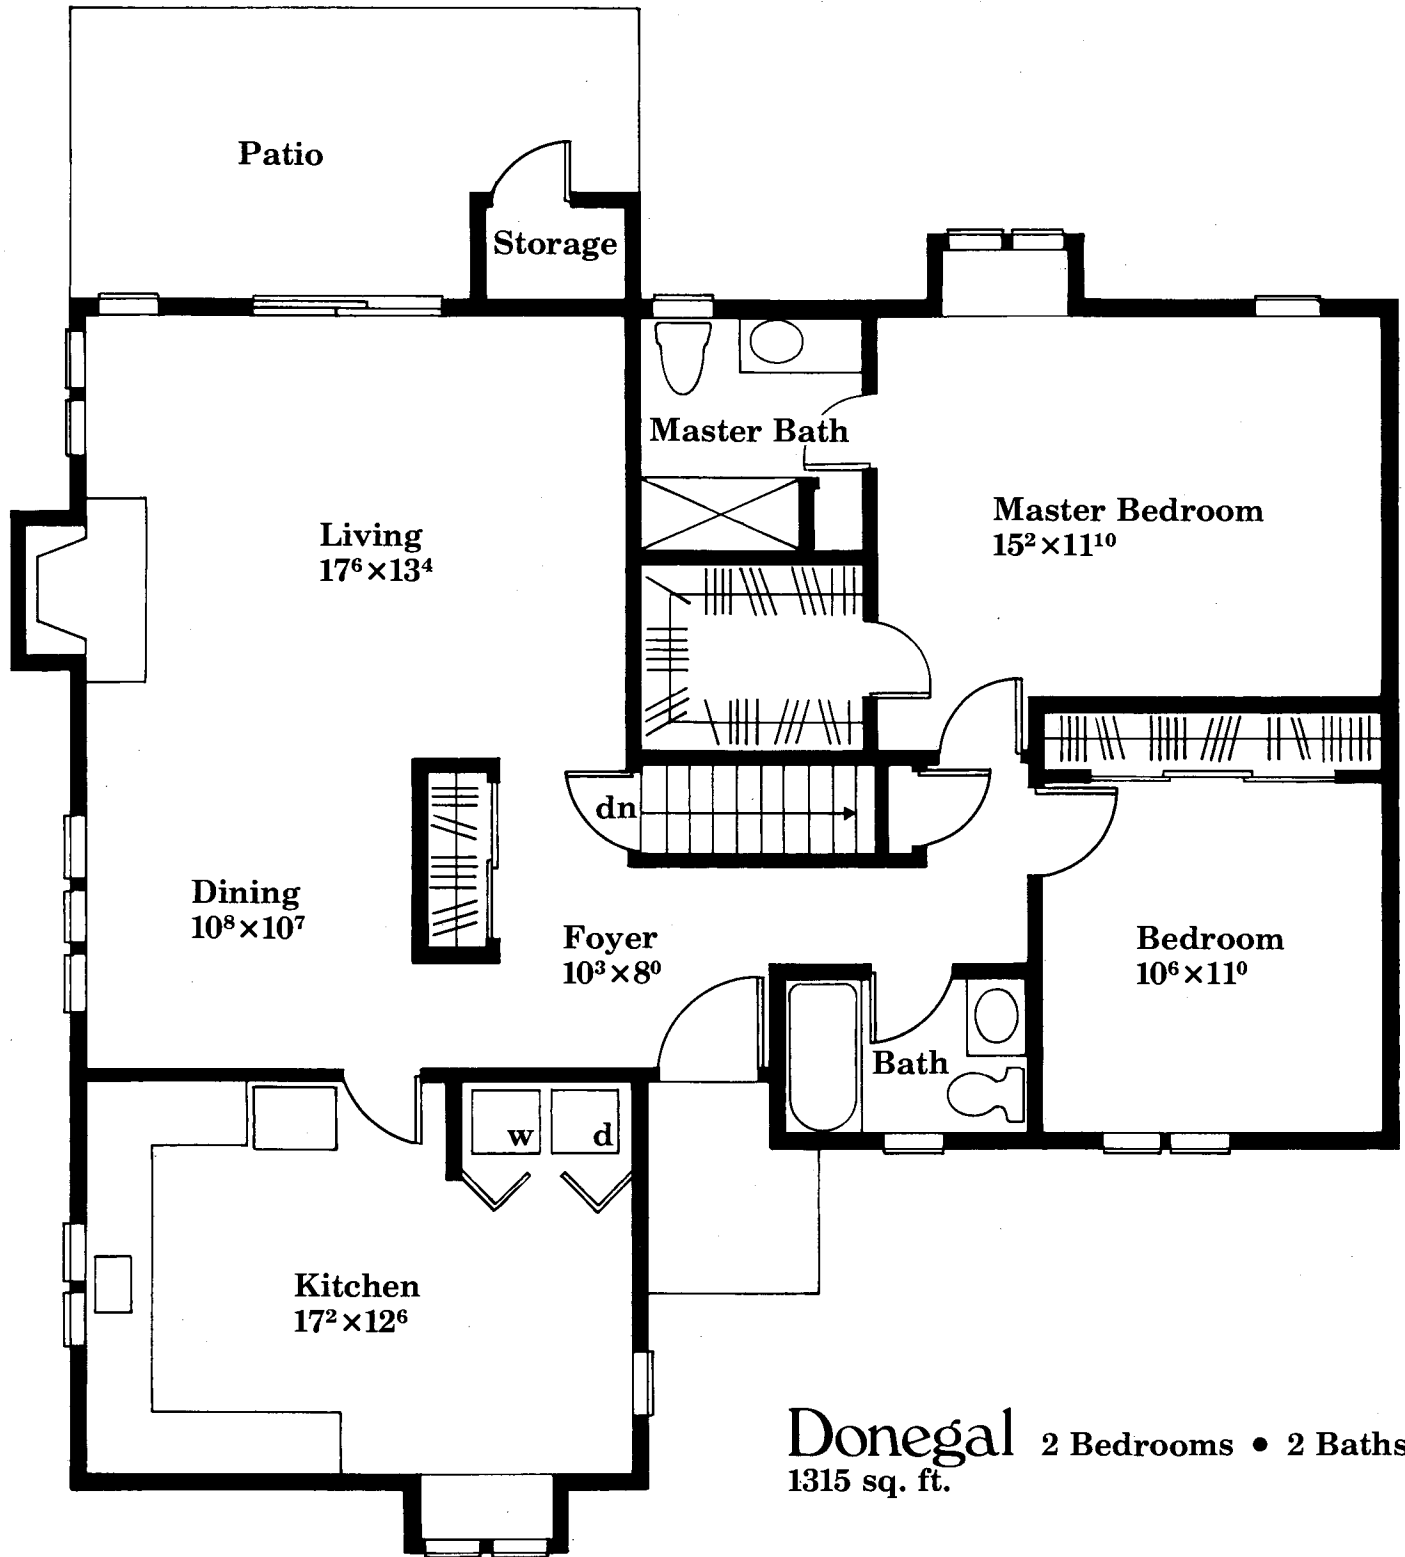 Patio
Storage
Master Bath
Living
17⁶×13⁴
Master Bedroom
15²×11¹⁰
dn
Dining
10⁸×10⁷
Foyer
10³×8⁰
Bedroom
10⁶×11⁰
Bath
w d
Kitchen
17²×12⁶
Donegal 2 Bedrooms • 2 Baths
1315 sq. ft.